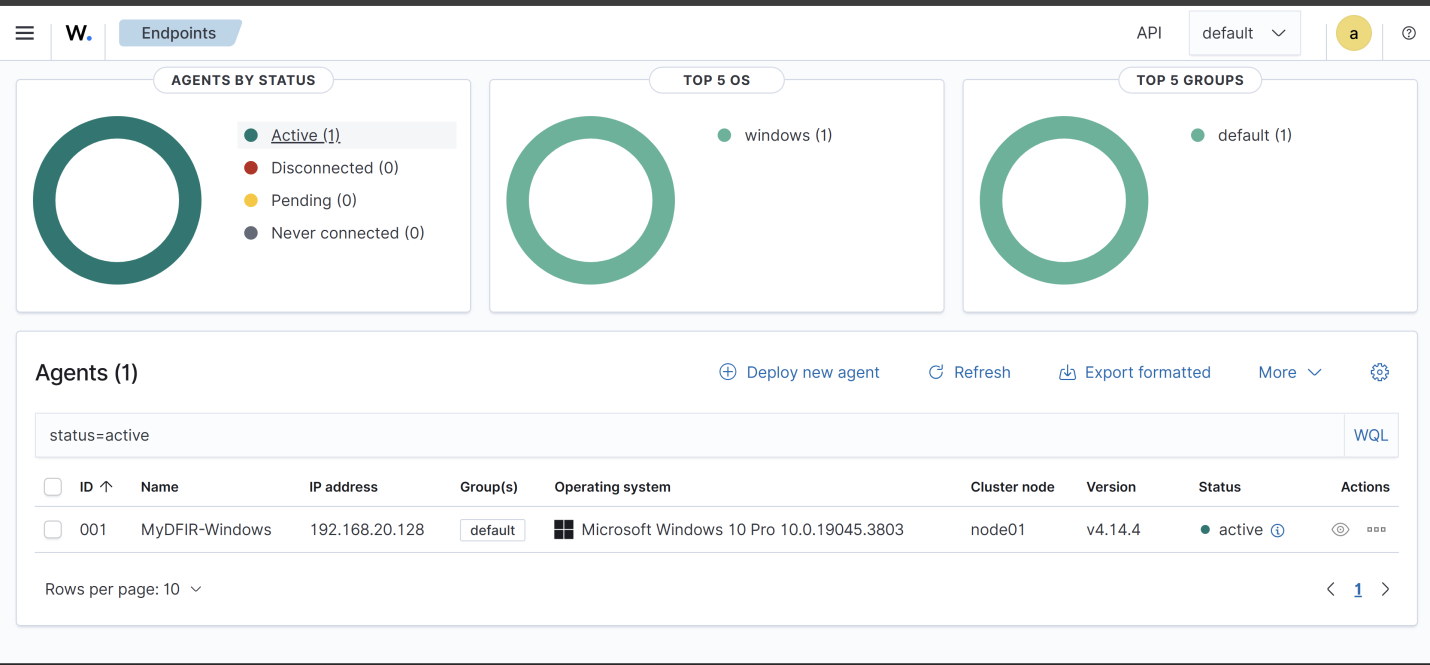 W. Endpoints API default a
AGENTS BY STATUS
Active (1)
Disconnected (0)
Pending (0)
Never connected (0)
TOP 5 OS
windows (1)
TOP 5 GROUPS
default (1)
Agents (1) Deploy new agent Refresh Export formatted More
status=active WQL
ID Name IP address Group(s) Operating system Cluster node Version Status Actions
001 MyDFIR-Windows 192.168.20.128 default Microsoft Windows 10 Pro 10.0.19045.3803 node01 v4.14.4 active
Rows per page: 10 1